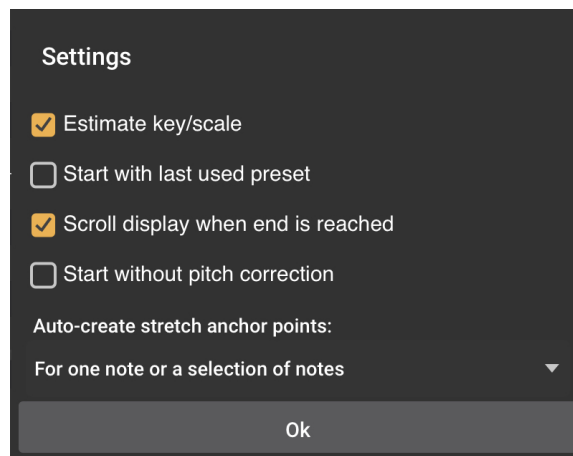 Settings
Estimate key/scale
Start with last used preset
Scroll display when end is reached
Start without pitch correction
Auto-create stretch anchor points:
For one note or a selection of notes
Ok